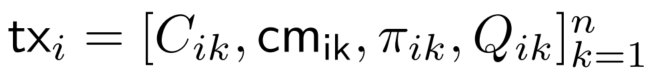 tx_i = [C_{ik}, cm_{ik}, π_{ik}, Q_{ik}]_{k=1}^{n}